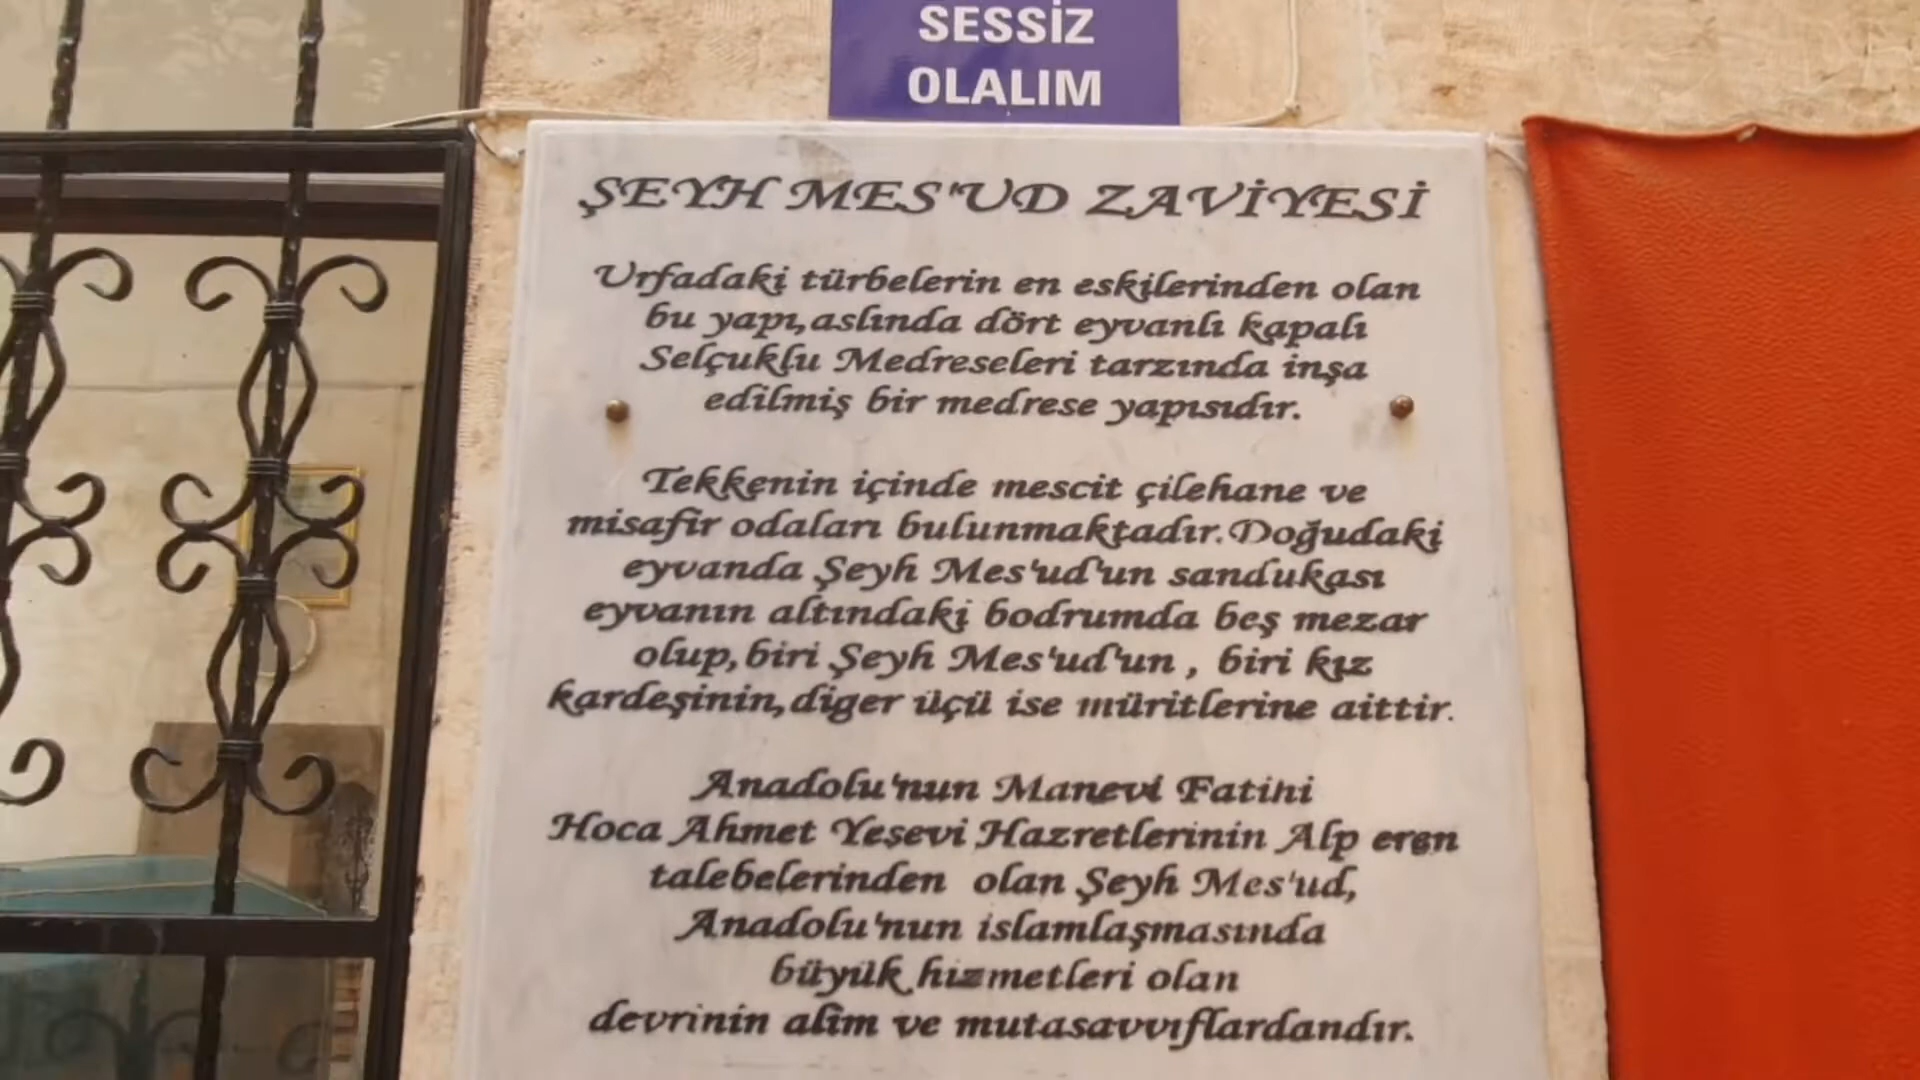 SESSİZ
OLALIM
ŞEYH MES'UD ZAVİYESİ
Urfadaki türbelerin en eskilerinden olan
bu yapı,aslında dört eyvanlı kapalı
Selçuklu Medreseleri tarzında inşa
edilmiş bir medrese yapısıdır.
Tekkenin içinde mescit çilehane ve
misafir odaları bulunmaktadır.Doğudaki
eyvanda Şeyh Mes'ud'un sandukası
eyvanın altındaki bodrumda beş mezar
olup,biri Şeyh Mes'ud'un , biri kız
kardeşinin,diger üçü ise müritlerine aittir.
Anadolu'nun Manevi Fatihi
Hoca Ahmet Yesevi Hazretlerinin Alp eren
talebelerinden olan Şeyh Mes'ud,
Anadolu'nun islamlaşmasında
büyük hizmetleri olan
devrinin alim ve mutasavvıflardandır.